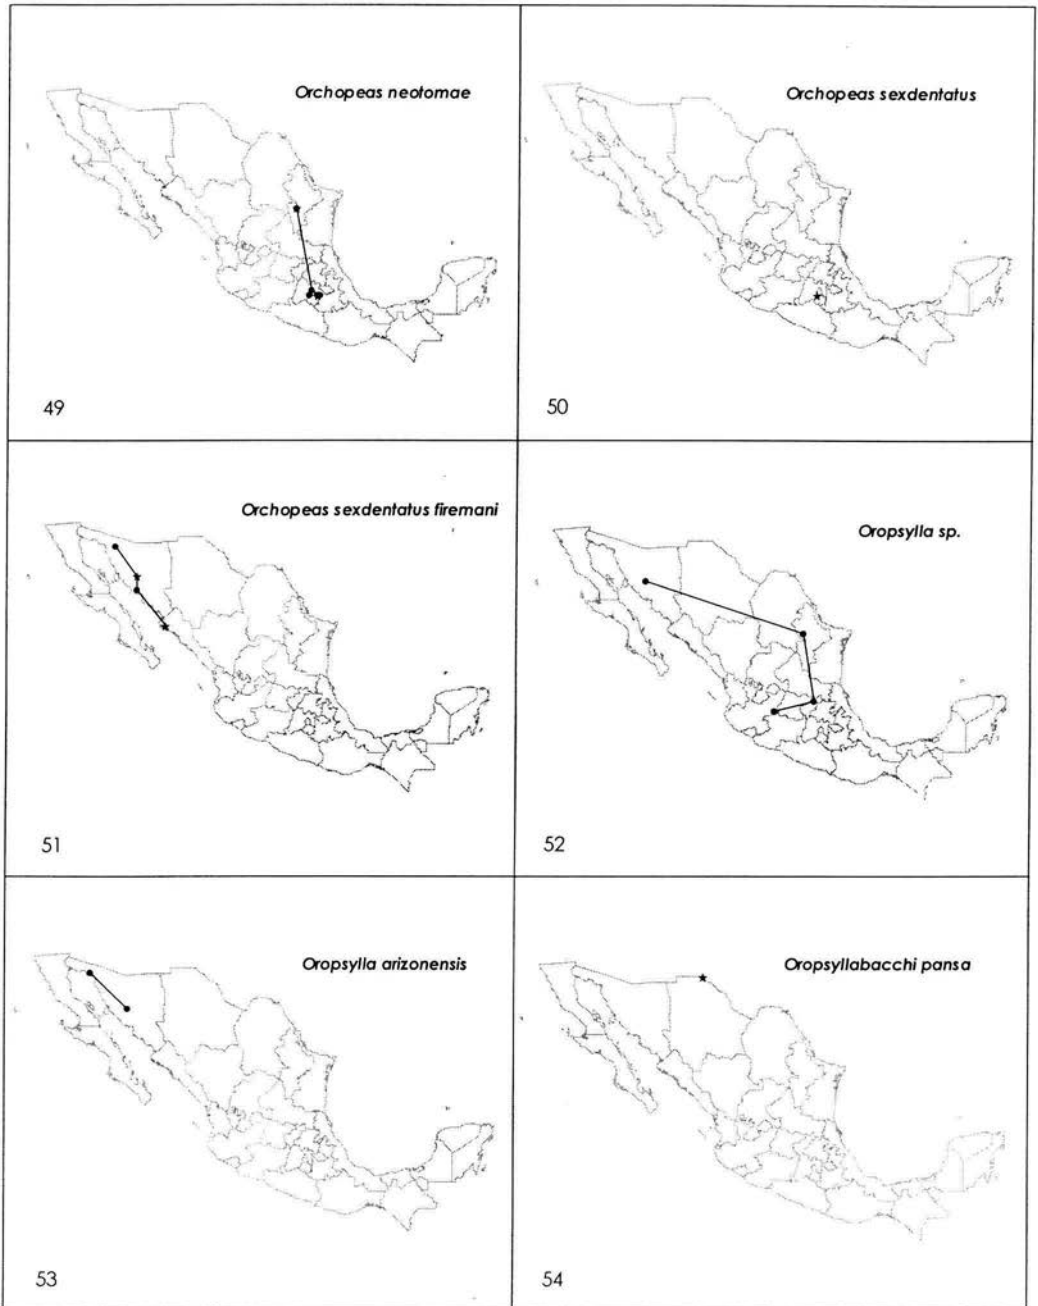 Orchopeas neotomae
49
Orchopeas sexdentatus
50
Orchopeas sexdentatus firemani
51
Oropsylla sp.
52
Oropsylla arizonensis
53
Oropsyllabacchi pansa
54